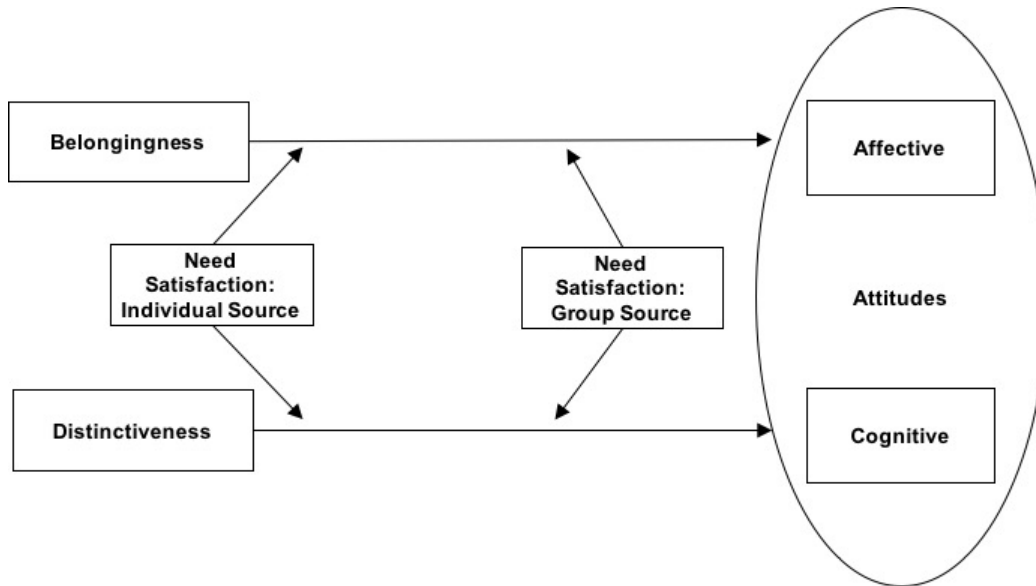 Belongingness
Affective
Need
Satisfaction:
Individual Source
Need
Satisfaction:
Group Source
Attitudes
Distinctiveness
Cognitive